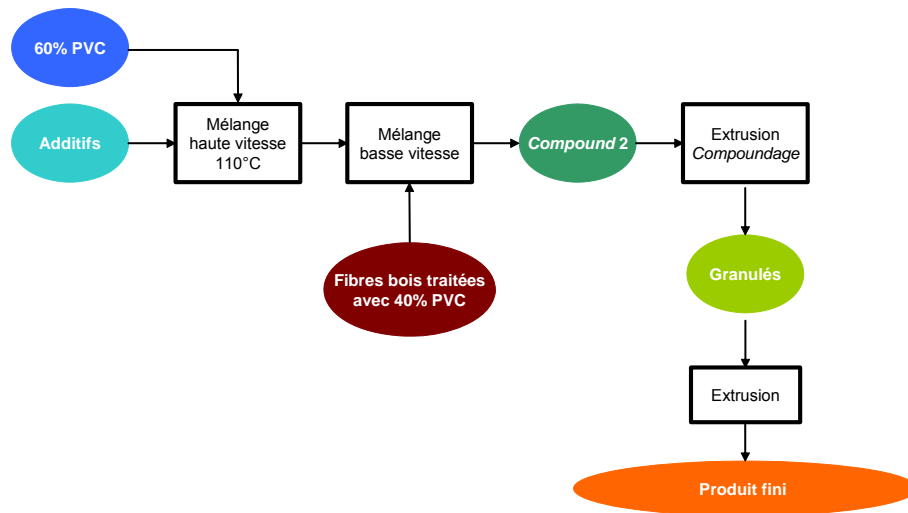 60% PVC
Additifs
Mélange
haute vitesse
110°C
Mélange
basse vitesse
Compound 2
Extrusion
Compoundage
Fibres bois traitées
avec 40% PVC
Granulés
Extrusion
Produit fini